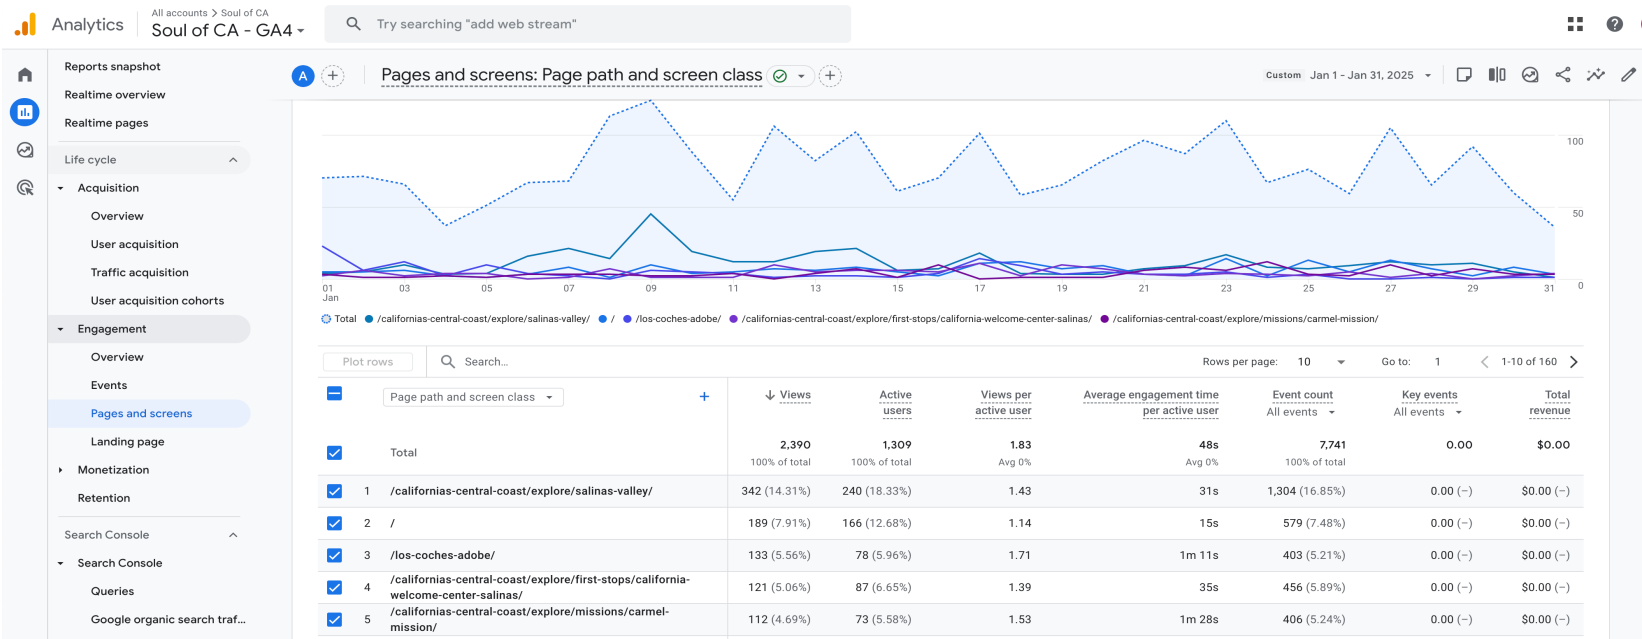 All accounts > Soul of CA
Analytics
Soul of CA - GA4
Try searching "add web stream"
Reports snapshot
Realtime overview
Realtime pages
Life cycle
Acquisition
Overview
User acquisition
Traffic acquisition
User acquisition cohorts
Engagement
Overview
Events
Pages and screens
Landing page
Monetization
Retention
Search Console
Search Console
Queries
Google organic search traf...
A
Pages and screens: Page path and screen class
Custom Jan 1 - Jan 31, 2025
100
50
0
01 03 05 07 09 11 13 15 17 19 21 23 25 27 29 31
Jan
Total /californias-central-coast/explore/salinas-valley/ / /los-coches-adobe/ /californias-central-coast/explore/first-stops/california-welcome-center-salinas/ /californias-central-coast/explore/missions/carmel-mission/
Plot rows Search... Rows per page: 10 Go to: 1 1-10 of 160
Page path and screen class + Views Active users Views per active user Average engagement time per active user Event count All events Key events All events Total revenue
Total 2,390 1,309 1.83 48s 7,741 0.00 $0.00
100% of total 100% of total Avg 0% Avg 0% 100% of total
1 /californias-central-coast/explore/salinas-valley/ 342 (14.31%) 240 (18.33%) 1.43 31s 1,304 (16.85%) 0.00 (–) $0.00 (–)
2 / 189 (7.91%) 166 (12.68%) 1.14 15s 579 (7.48%) 0.00 (–) $0.00 (–)
3 /los-coches-adobe/ 133 (5.56%) 78 (5.96%) 1.71 1m 11s 403 (5.21%) 0.00 (–) $0.00 (–)
4 /californias-central-coast/explore/first-stops/california-
welcome-center-salinas/ 121 (5.06%) 87 (6.65%) 1.39 35s 456 (5.89%) 0.00 (–) $0.00 (–)
5 /californias-central-coast/explore/missions/carmel-
mission/ 112 (4.69%) 73 (5.58%) 1.53 1m 28s 406 (5.24%) 0.00 (–) $0.00 (–)